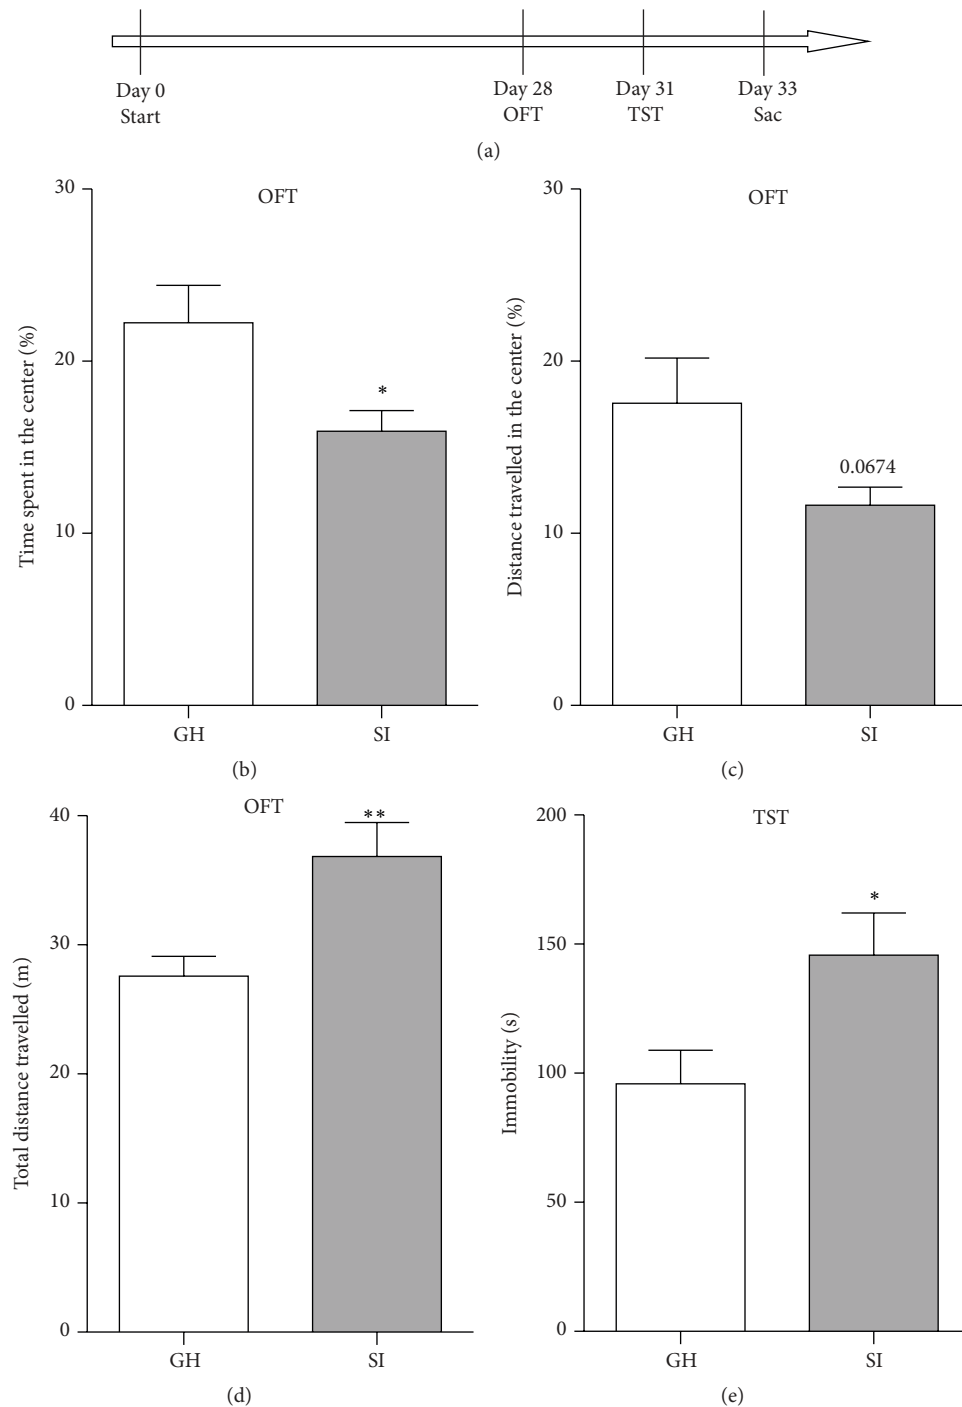 Day 0
Start
Day 28
OFT
Day 31
TST
Day 33
Sac
(a)
OFT
Time spent in the center (%)
30
20
10
0
*
GH
SI
(b)
OFT
Distance travelled in the center (%)
30
20
10
0
0.0674
GH
SI
(c)
OFT
Total distance travelled (m)
40
30
20
10
0
**
GH
SI
(d)
TST
Immobility (s)
200
150
100
50
0
*
GH
SI
(e)